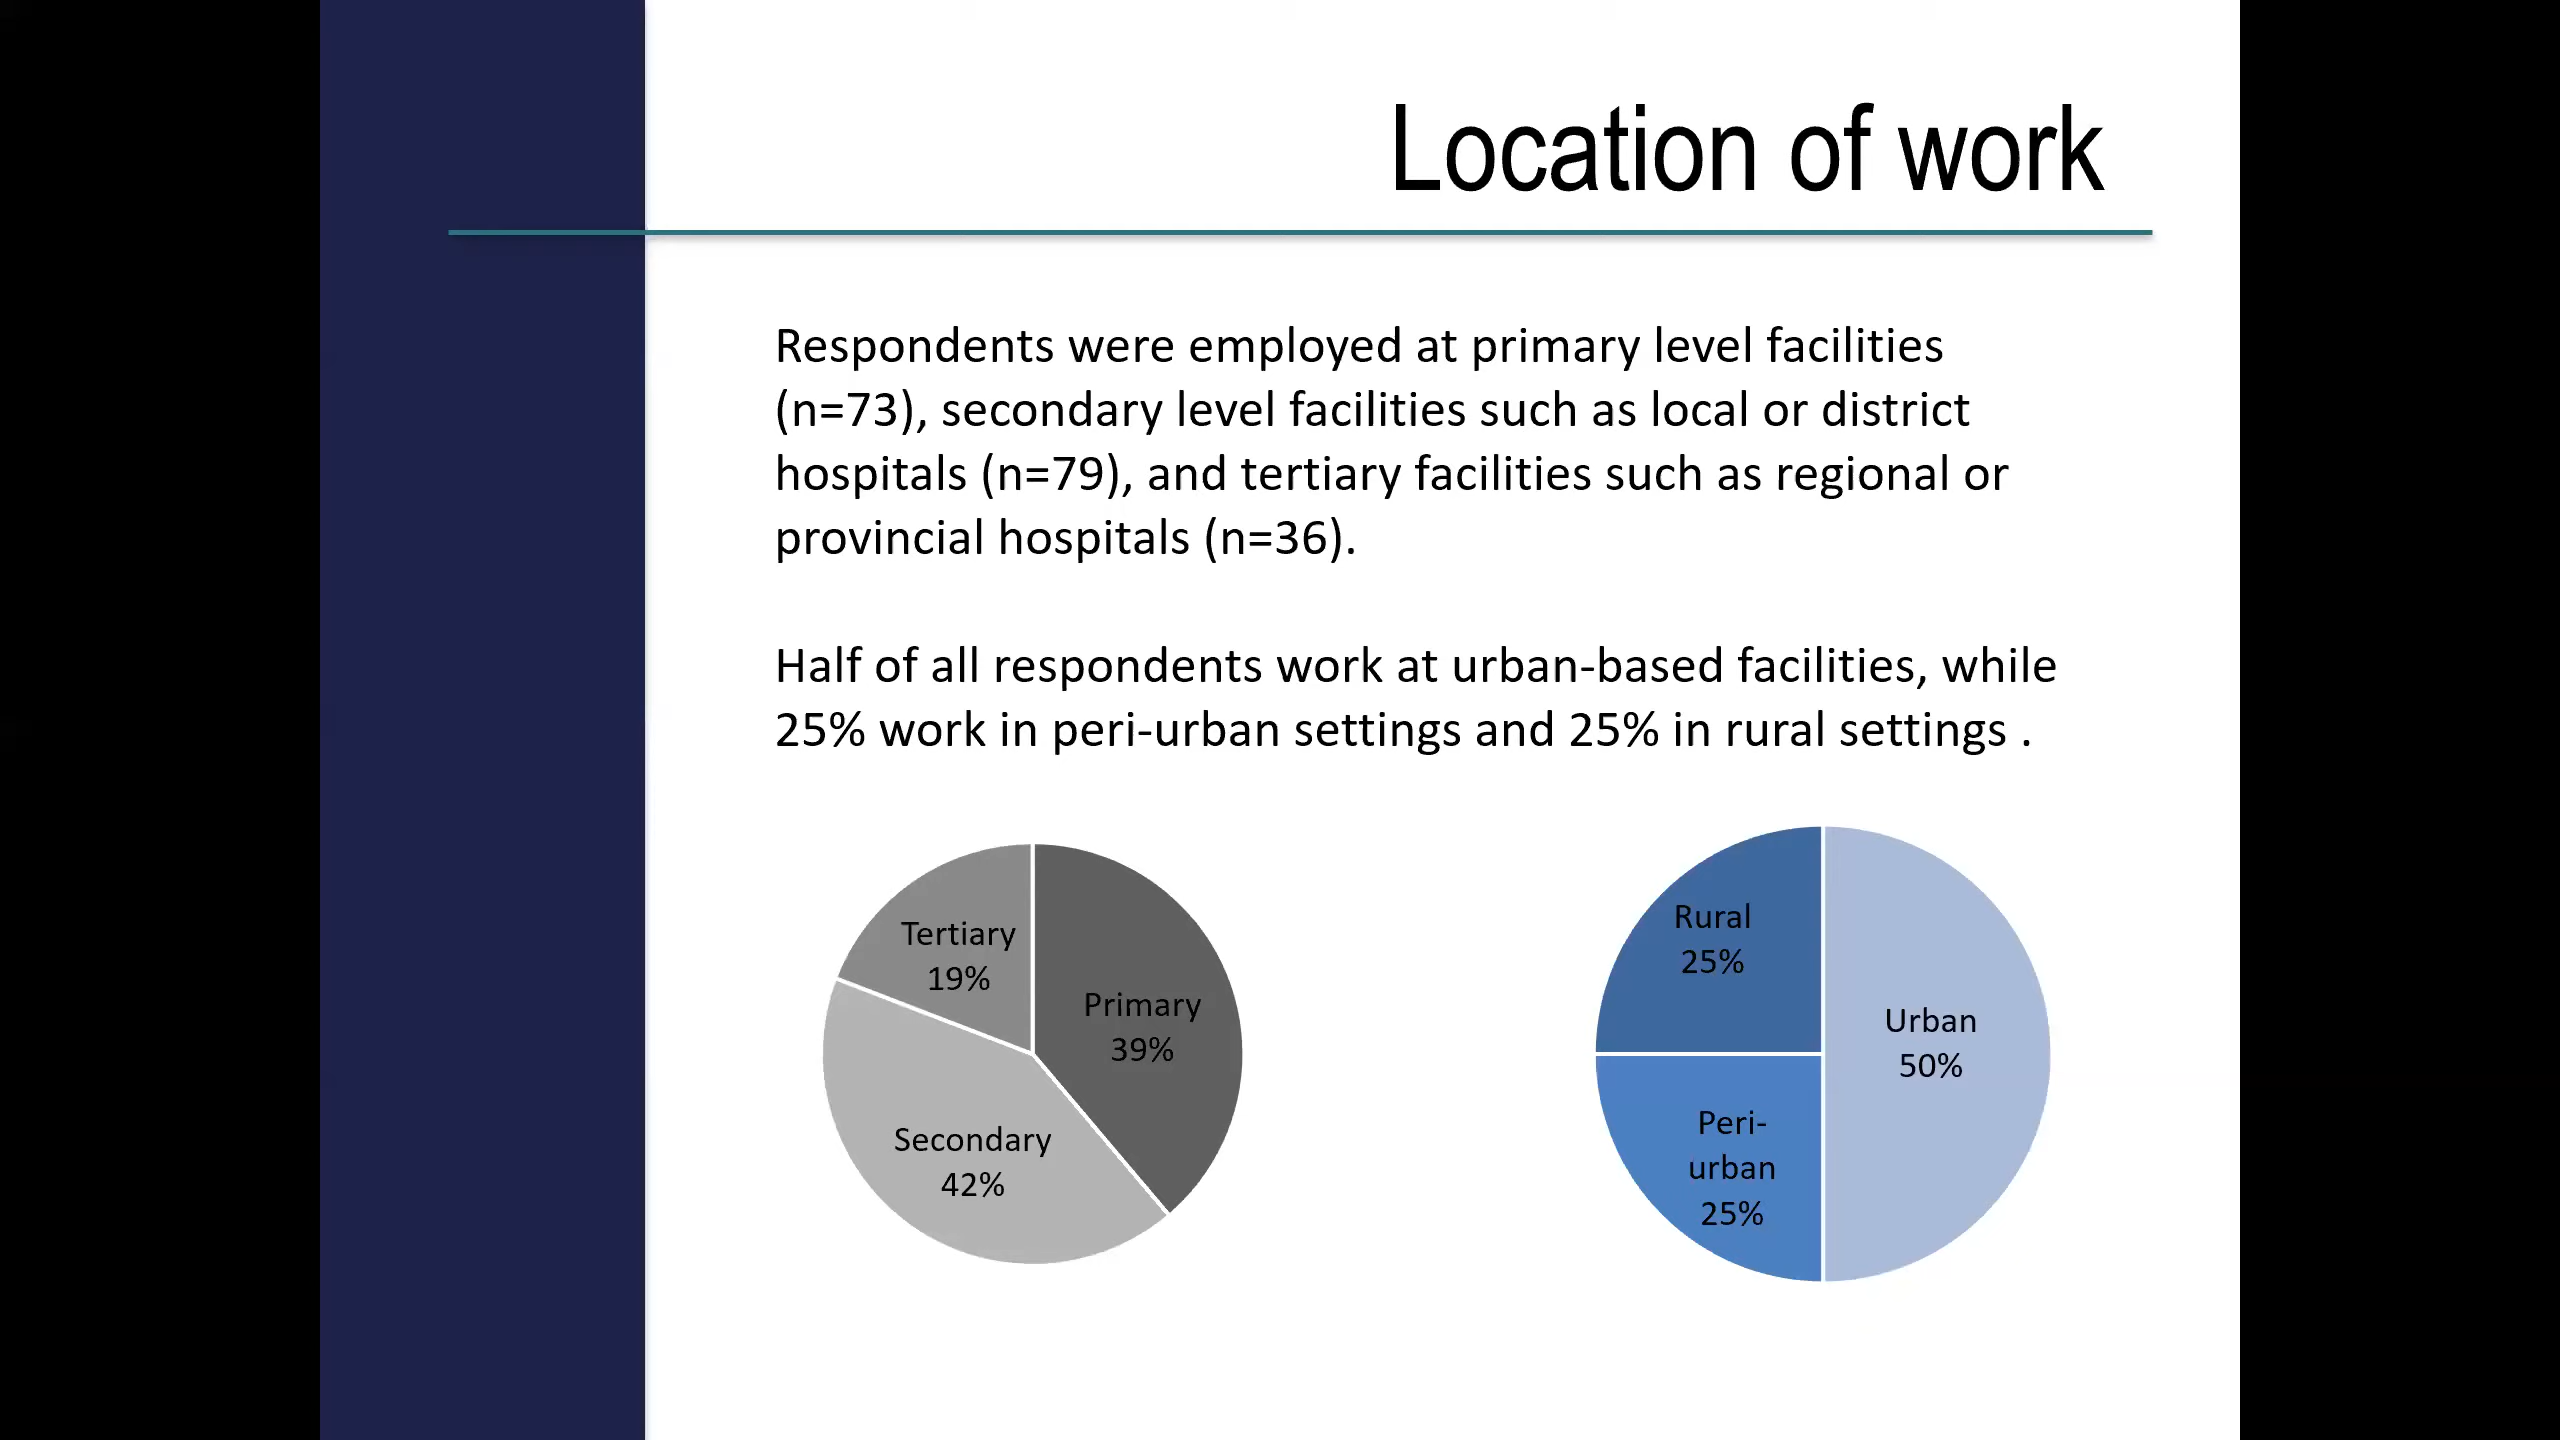 Location of work
Respondents were employed at primary level facilities
(n=73), secondary level facilities such as local or district
hospitals (n=79), and tertiary facilities such as regional or
provincial hospitals (n=36).
Half of all respondents work at urban-based facilities, while
25% work in peri-urban settings and 25% in rural settings .
Tertiary
19%
Primary
39%
Secondary
42%
Rural
25%
Urban
50%
Peri-
urban
25%